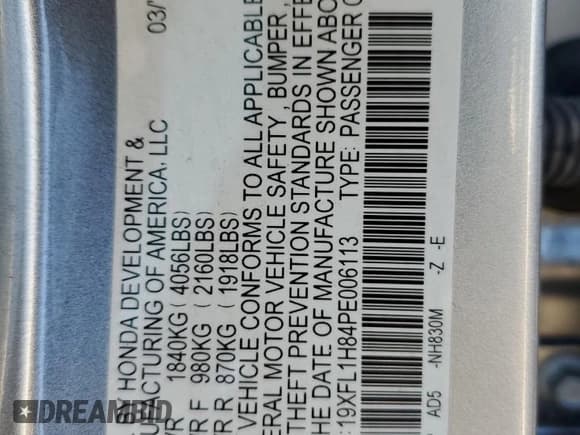 HONDA DEVELOPMENT & 03/
MANUFACTURING OF AMERICA, LLC
1840KG ( 4056LBS)
F 980KG ( 2160LBS)
R R 870KG ( 1918LBS)
VEHICLE CONFORMS TO ALL APPLICABLE
ERAL MOTOR VEHICLE SAFETY , BUMPER ,
THEFT PREVENTION STANDARDS IN EFFE
HE DATE OF MANUFACTURE SHOWN ABO
: 19XFL1H84PE006113 TYPE: PASSENGER C
AD5 -NH830M -Z -E
DREAMBID